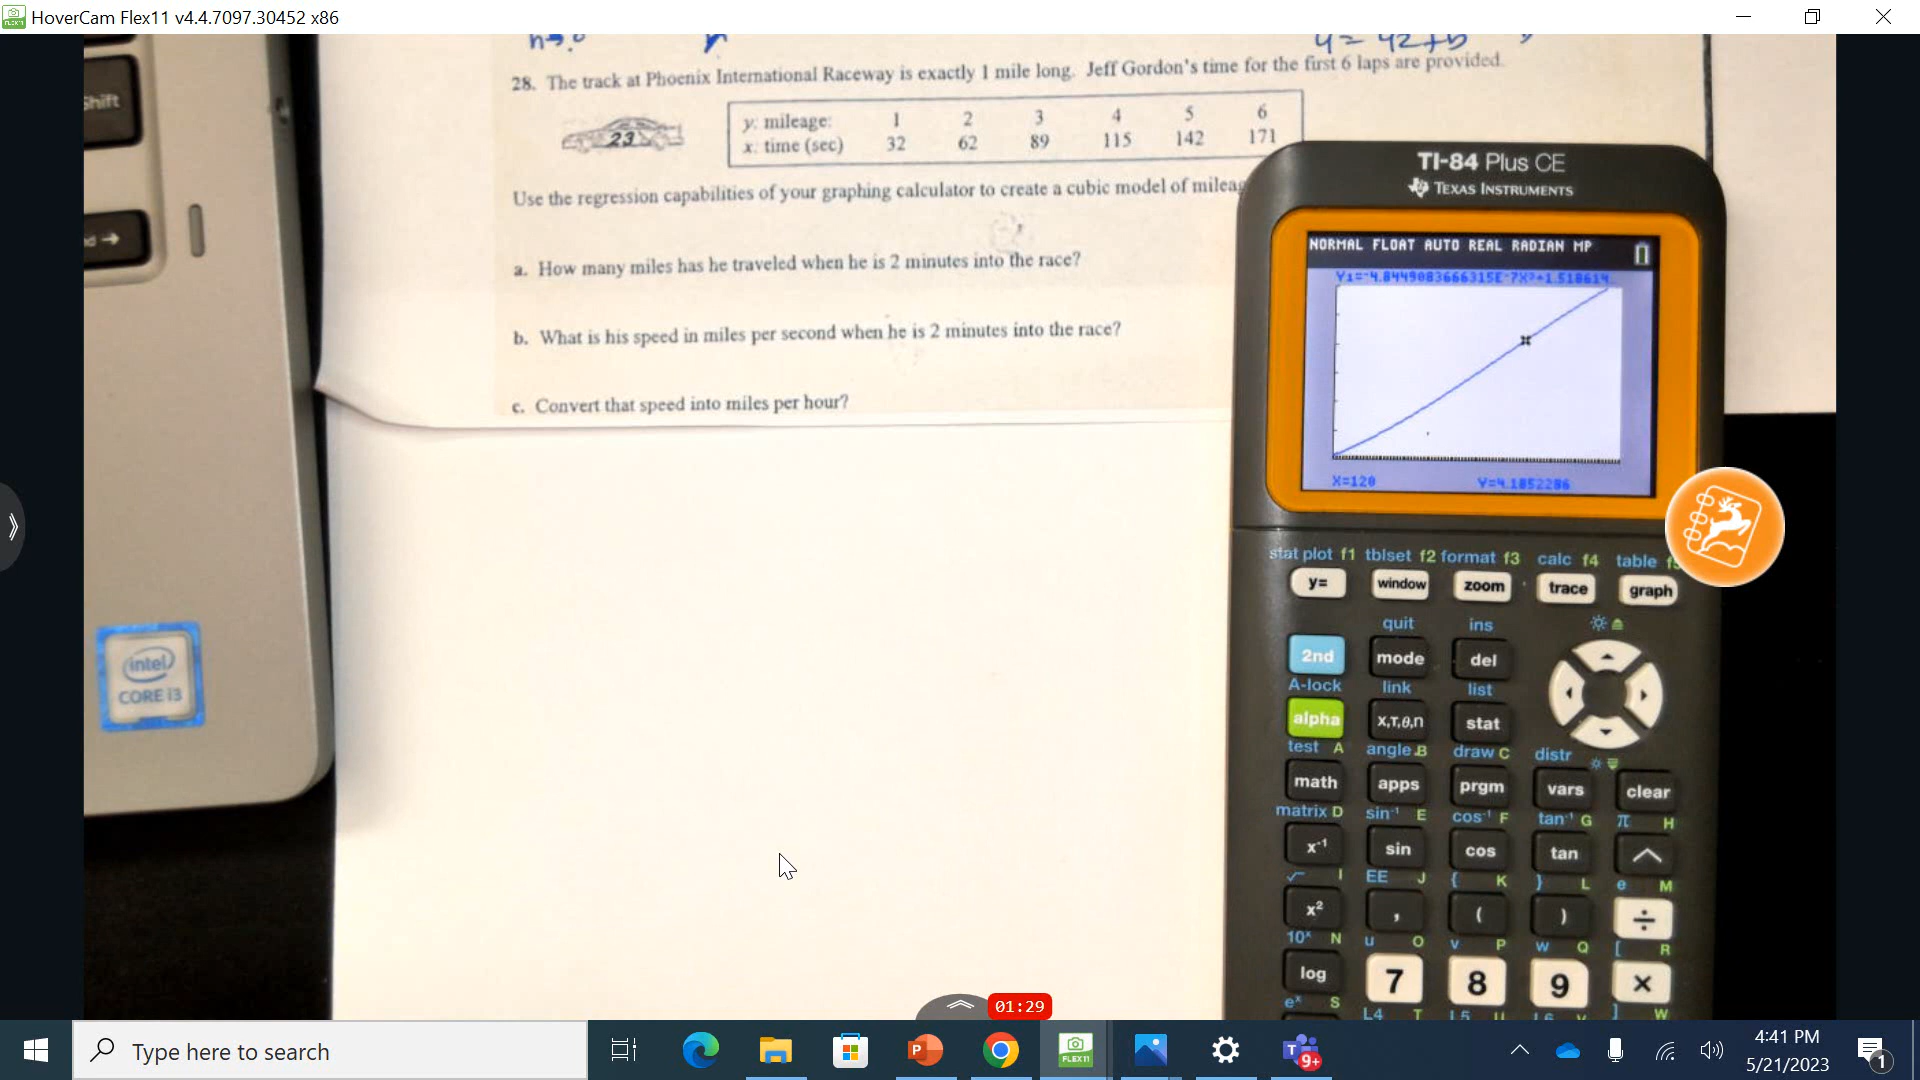 HoverCam Flex11 v4.4.7097.30452 x86
28. The track at Phoenix International Raceway is exactly 1 mile long. Jeff Gordon's time for the first 6 laps are provided.
23
y: mileage: 1 2 3 4 5 6
x: time (sec) 32 62 89 115 142 171
Use the regression capabilities of your graphing calculator to create a cubic model of
a. How many miles has he traveled when he is 2 minutes into the race?
b. What is his speed in miles per second when he is 2 minutes into the race?
c. Convert that speed into miles per hour?
Shift
intel
CORE i3
TI-84 Plus CE
TEXAS INSTRUMENTS
NORMAL FLOAT AUTO REAL RADIAN MP
X=120 Y=4.1852286
stat plot f1 tblset f2 format f3 calc f4 table
y= window zoom trace graph
quit ins
2nd mode del
A-lock link list
alpha X,T,θ,n stat
test A angle B draw C distr
math apps prgm vars clear
matrix D sin⁻¹ E cos⁻¹ F tan⁻¹ G π H
x⁻¹ sin cos tan ^
√ I EE J { K } L e M
x² , ( ) ÷
10ˣ N u O v P w Q [ R
log 7 8 9 ×
eˣ S L4 T L5 U L6 V ] W
01:29
Type here to search
FLEX11
9+
4:41 PM
5/21/2023
1